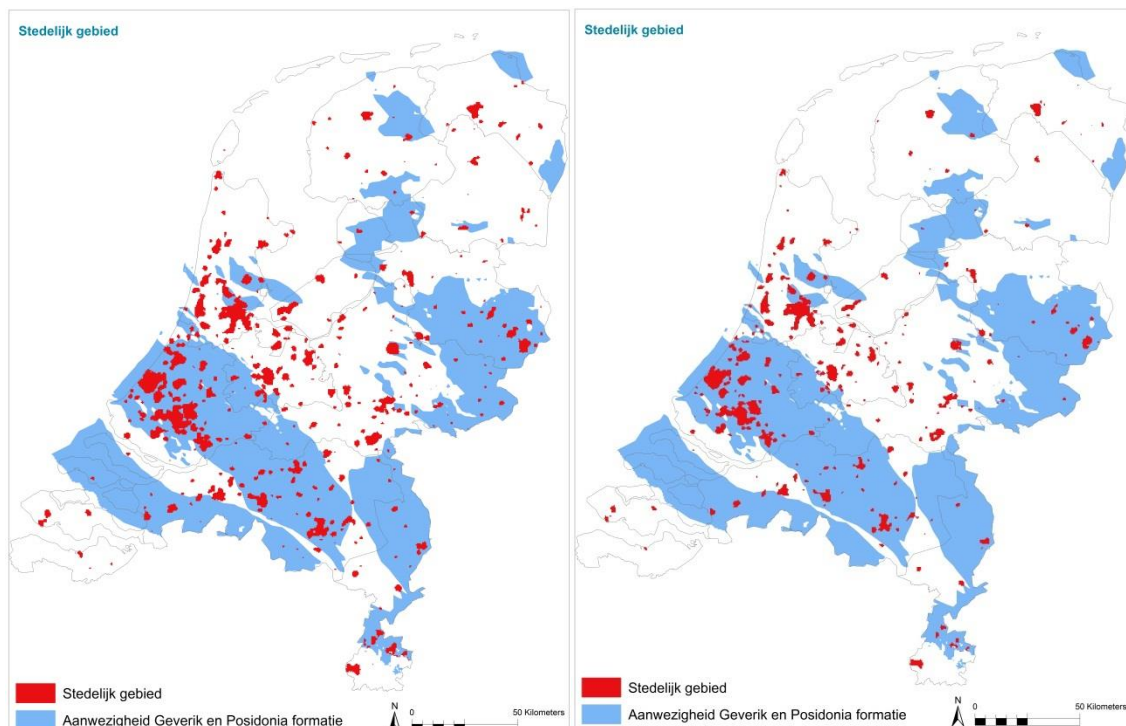 Stedelijk gebied
Stedelijk gebied
Aanwezigheid Geverik en Posidonia formatie
N
0 50 Kilometers
Stedelijk gebied
Stedelijk gebied
Aanwezigheid Geverik en Posidonia formatie
N
0 50 Kilometers